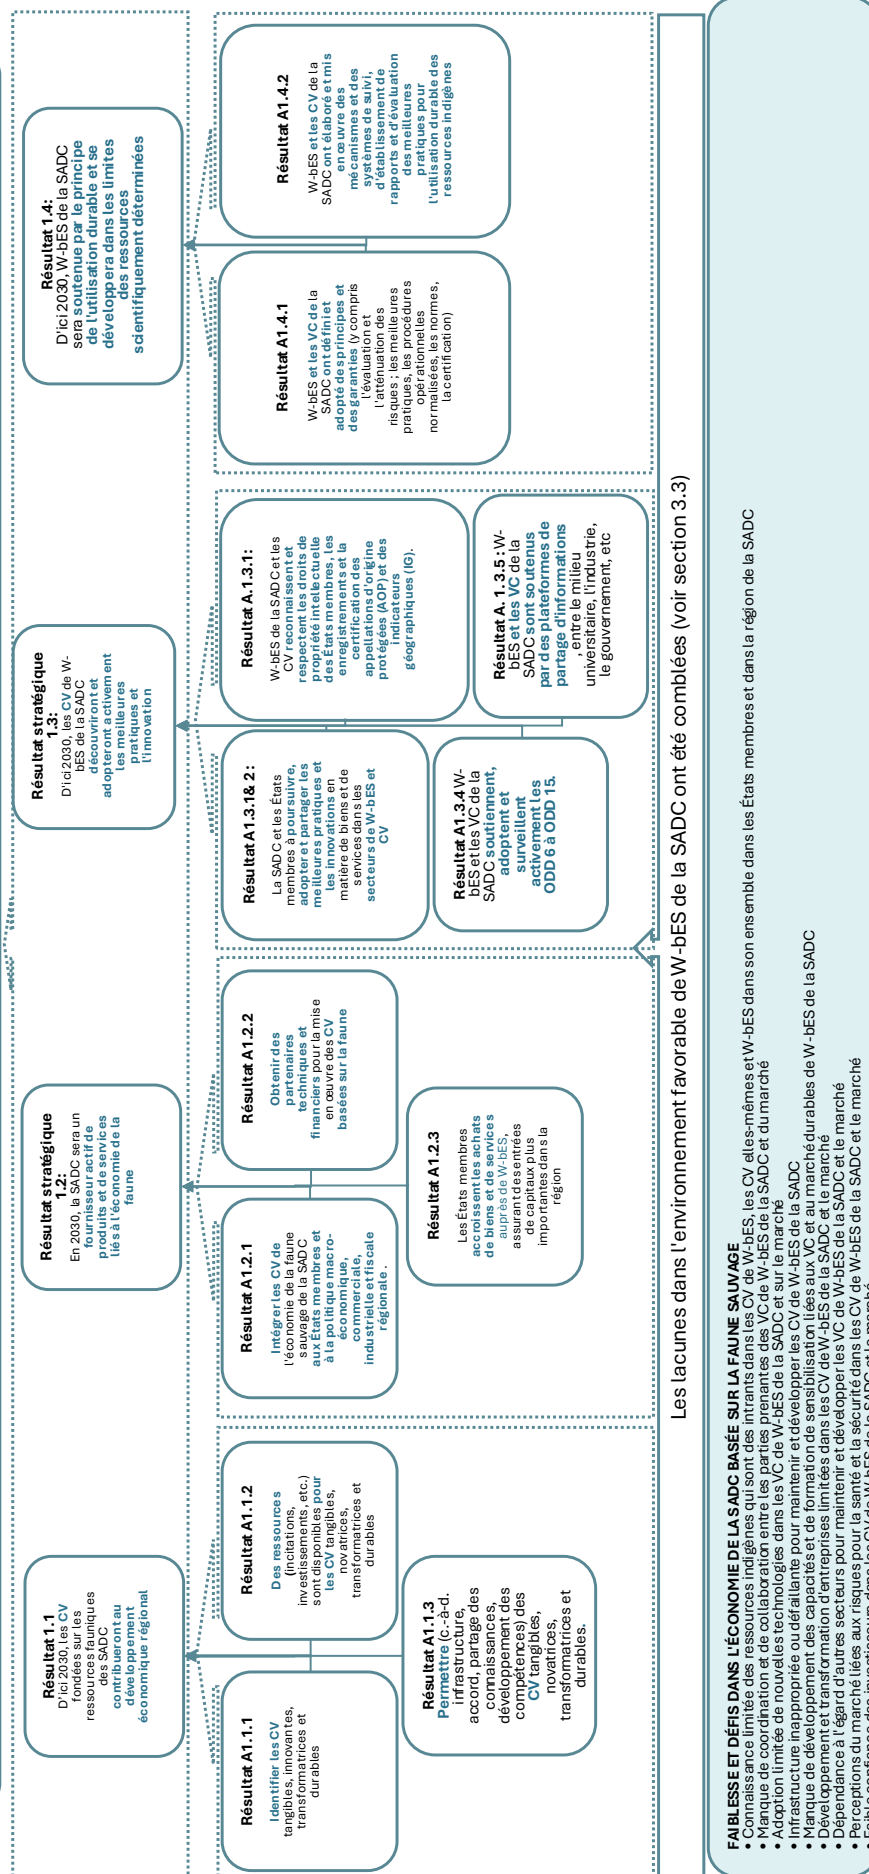 Résultat 1.1
D'ici 2030, les CV
fondées sur les
ressources fauniques
des SADC
contribueront au
développement
économique régional
Résultat stratégique
1.2:
En 2030, la SADC sera un
fournisseur actif de
produits et de services
liés à l'économie de la
faune
Résultat stratégique
1.3:
D'ici 2030, les CV de W-
bES de la SADC
découvriront et
adopteront activement
les meilleures
pratiques et
l'innovation
Résultat 1.4:
D'ici 2030, W-bES de la SADC
sera soutenue par le principe
de l'utilisation durable et se
développera dans les limites
des ressources
scientifiquement déterminées
Résultat A1.1.1
Identifier les CV
tangibles, innovantes,
transformatrices et
durables
Résultat A1.1.2
Des ressources
(incitations,
investissements, etc.)
sont disponibles pour
les CV tangibles,
novatrices,
transformatrices et
durables
Résultat A1.1.3
Permettre (c.-à-d.
infrastructure,
accord, partage des
connaissances,
développement des
compétences) des
CV tangibles,
novatrices,
transformatrices et
durables.
Résultat A1.2.1
Intégrer les CV de
l'économie de la faune
sauvage de la SADC
aux États membres et
à la politique macro-
économique,
commerciale,
industrielle et fiscale
régionale .
Résultat A1.2.2
Obtenir des
partenaires
techniques et
financiers pour la mise
en œuvre des CV
basées sur la faune
Résultat A1.2.3
Les États membres
accroissent les achats
de biens et de services
auprès de W-bES,
assurant des entrées
de capitaux plus
importantes dans la
région
Résultat A1.3.1& 2:
La SADC et les États
membres à poursuivre,
adopter et partager les
meilleures pratiques et
les innovations en
matière de biens et de
services dans les
secteurs de W-bES et
CV
Résultat A.1.3.1:
W-bES de la SADC et les
CV reconnaissent et
respectent les droits de
propriété intellectuelle
des États membres, les
enregistrements et la
certification des
appellations d'origine
protégées (AOP) et des
indicateurs
géographiques (IG).
Résultat A1.3.4 W-
bES et les VC de la
SADC soutiennent,
adoptent et
surveillent
activement les
ODD 6 à ODD 15.
Résultat A. 1.3.5 : W-
bES et les VC de la
SADC sont soutenus
par des plateformes de
partage d'informations
, entre le milieu
universitaire, l'industrie,
le gouvernement, etc
Résultat A1.4.1
W-bES et les VC de la
SADC ont défini et
adopté des principes et
des garanties (y compris
l'évaluation et
l'atténuation des
risques ; les meilleures
pratiques, les procédures
opérationnelles
normalisées, les normes,
la certification)
Résultat A1.4.2
W-bES et les CV de la
SADC ont élaboré et mis
en œuvre des
mécanismes et des
systèmes de suivi,
d'établissement de
rapports et d'évaluation
des meilleures
pratiques pour
l'utilisation durable des
ressources indigènes
Les lacunes dans l'environnement favorable de W-bES de la SADC ont été comblées (voir section 3.3)
FAIBLESSE ET DÉFIS DANS L'ÉCONOMIE DE LA SADC BASÉE SUR LA FAUNE SAUVAGE
• Connaissance limitée des ressources indigènes qui sont des intrants dans les CV de W-bES, les CV elles-mêmes et W-bES dans son ensemble dans les États membres et dans la région de la SADC
• Manque de coordination et de collaboration entre les parties prenantes des VC de W-bES de la SADC et du marché
• Adoption limitée de nouvelles technologies dans les VC de W-bES de la SADC et sur le marché
• Infrastructure inappropriée ou défaillante pour maintenir et développer les CV de W-bES de la SADC
• Manque de développement des capacités et de formation de sensibilisation liées aux VC et au marché durables de W-bES de la SADC
• Développement et transformation d'entreprises limitées dans les CV de W-bES de la SADC et le marché
• Dépendance à l'égard d'autres secteurs pour maintenir et développer les VC de W-bES de la SADC et le marché
• Perceptions du marché liées aux risques pour la santé et la sécurité dans les CV de W-bES de la SADC et le marché